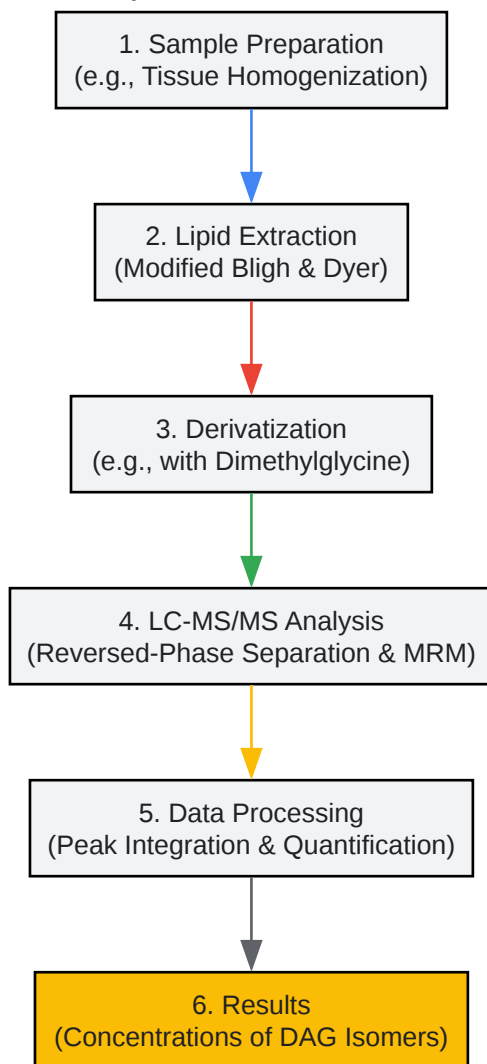 1. Sample Preparation
(e.g., Tissue Homogenization)
2. Lipid Extraction
(Modified Bligh & Dyer)
3. Derivatization
(e.g., with Dimethylglycine)
4. LC-MS/MS Analysis
(Reversed-Phase Separation & MRM)
5. Data Processing
(Peak Integration & Quantification)
6. Results
(Concentrations of DAG Isomers)